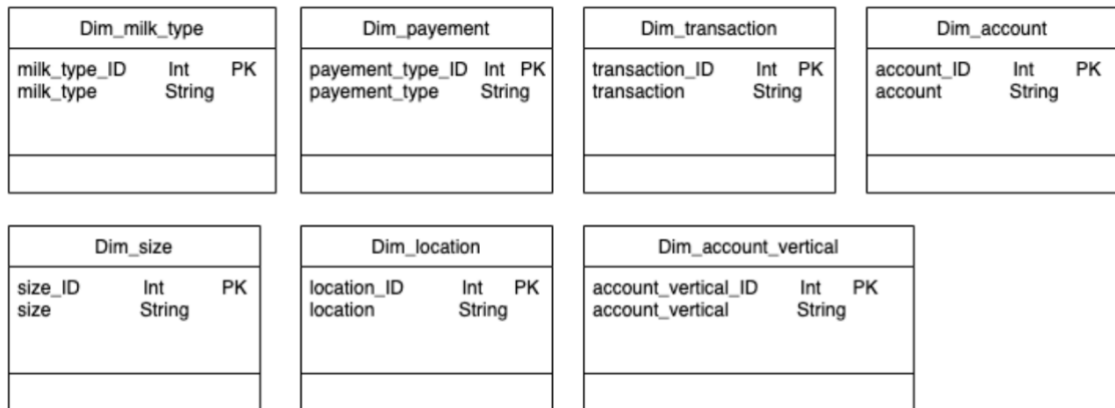 Dim_milk_type
milk_type_ID Int PK
milk_type String
Dim_payement
payement_type_ID Int PK
payement_type String
Dim_transaction
transaction_ID Int PK
transaction String
Dim_account
account_ID Int PK
account String
Dim_size
size_ID Int PK
size String
Dim_location
location_ID Int PK
location String
Dim_account_vertical
account_vertical_ID Int PK
account_vertical String